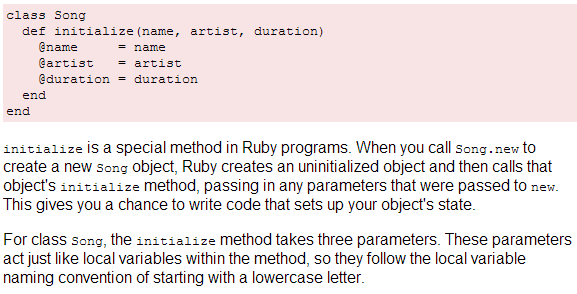 class Song
  def initialize(name, artist, duration)
    @name     = name
    @artist   = artist
    @duration = duration
  end
end
initialize is a special method in Ruby programs. When you call Song.new to
create a new Song object, Ruby creates an uninitialized object and then calls that
object's initialize method, passing in any parameters that were passed to new.
This gives you a chance to write code that sets up your object's state.
For class Song, the initialize method takes three parameters. These parameters
act just like local variables within the method, so they follow the local variable
naming convention of starting with a lowercase letter.